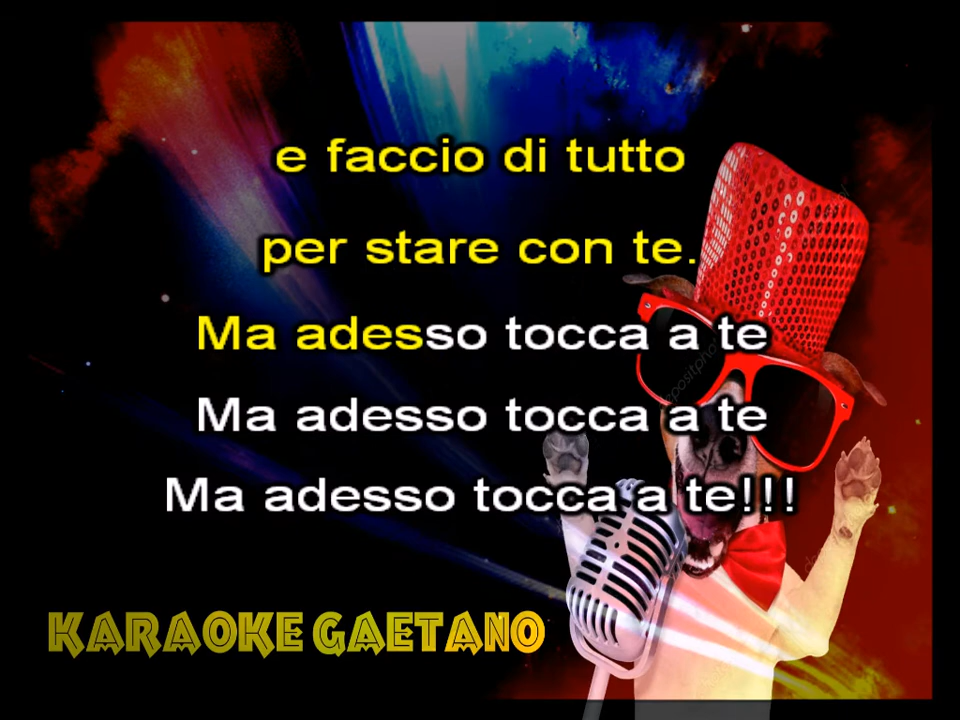 e faccio di tutto
per stare con te.
Ma adesso tocca a te
Ma adesso tocca a te
Ma adesso tocca a te!!!
KARAOKE GAETANO